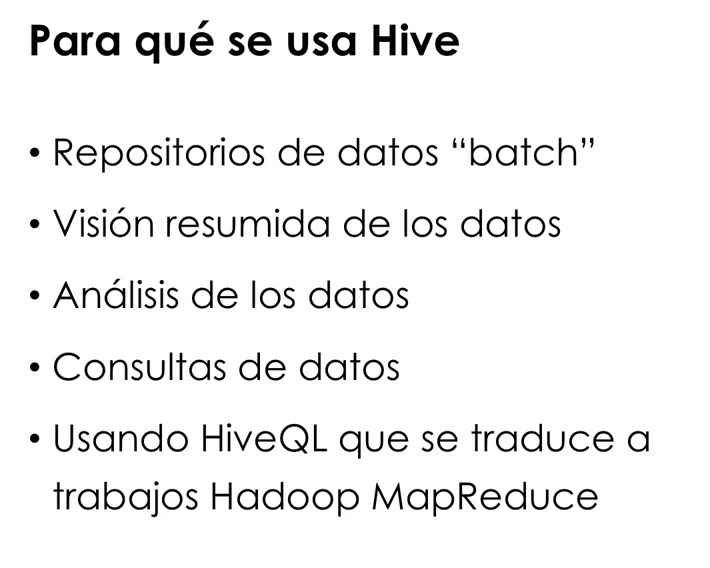 Para qué se usa Hive
• Repositorios de datos “batch”
• Visión resumida de los datos
• Análisis de los datos
• Consultas de datos
• Usando HiveQL que se traduce a
trabajos Hadoop MapReduce